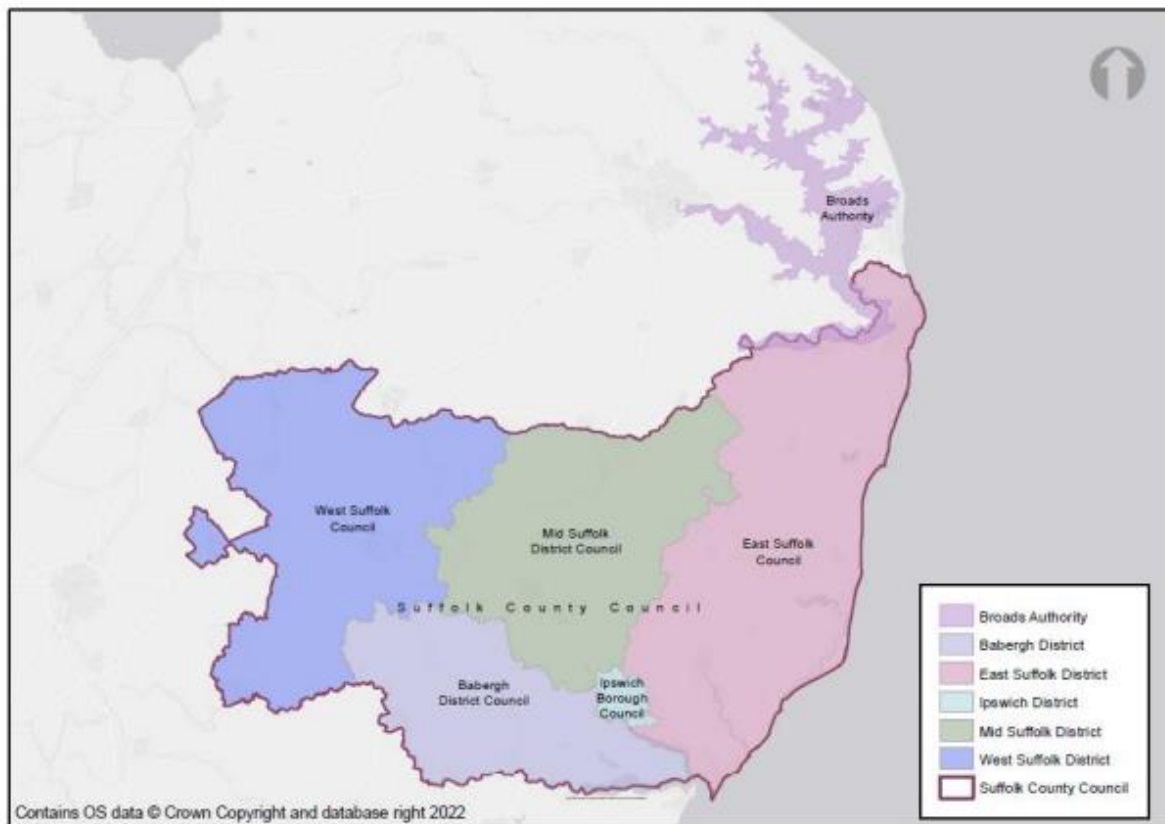 Broads
Authority
West Suffolk
Council
Mid Suffolk
District Council
East Suffolk
Council
Suffolk County Council
Babergh
District Council
Ipswich
Borough
Council
Broads Authority
Babergh District
East Suffolk District
Ipswich District
Mid Suffolk District
West Suffolk District
Suffolk County Council
Contains OS data © Crown Copyright and database right 2022